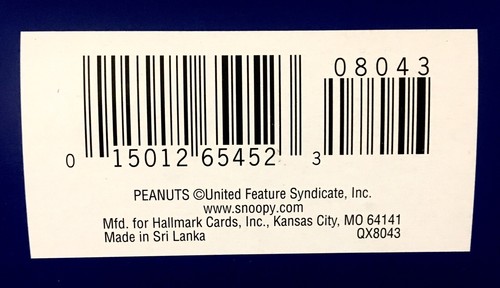 08043
0 15012 65452 3
PEANUTS ©United Feature Syndicate, Inc.
www.snoopy.com
Mfd. for Hallmark Cards, Inc., Kansas City, MO 64141
Made in Sri Lanka QX8043